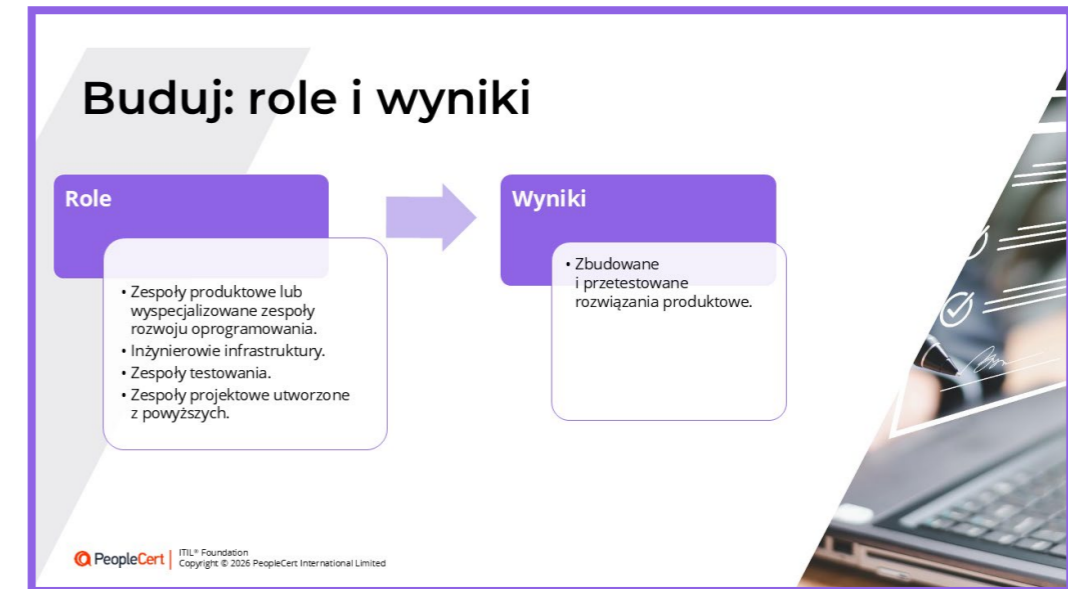 Buduj: role i wyniki
Role
• Zespoły produktowe lub
wyspecjalizowane zespoły
rozwoju oprogramowania.
• Inżynierowie infrastruktury.
• Zespoły testowania.
• Zespoły projektowe utworzone
z powyższych.
Wyniki
• Zbudowane
i przetestowane
rozwiązania produktowe.
PeopleCert
ITIL® Foundation
Copyright © 2026 PeopleCert International Limited